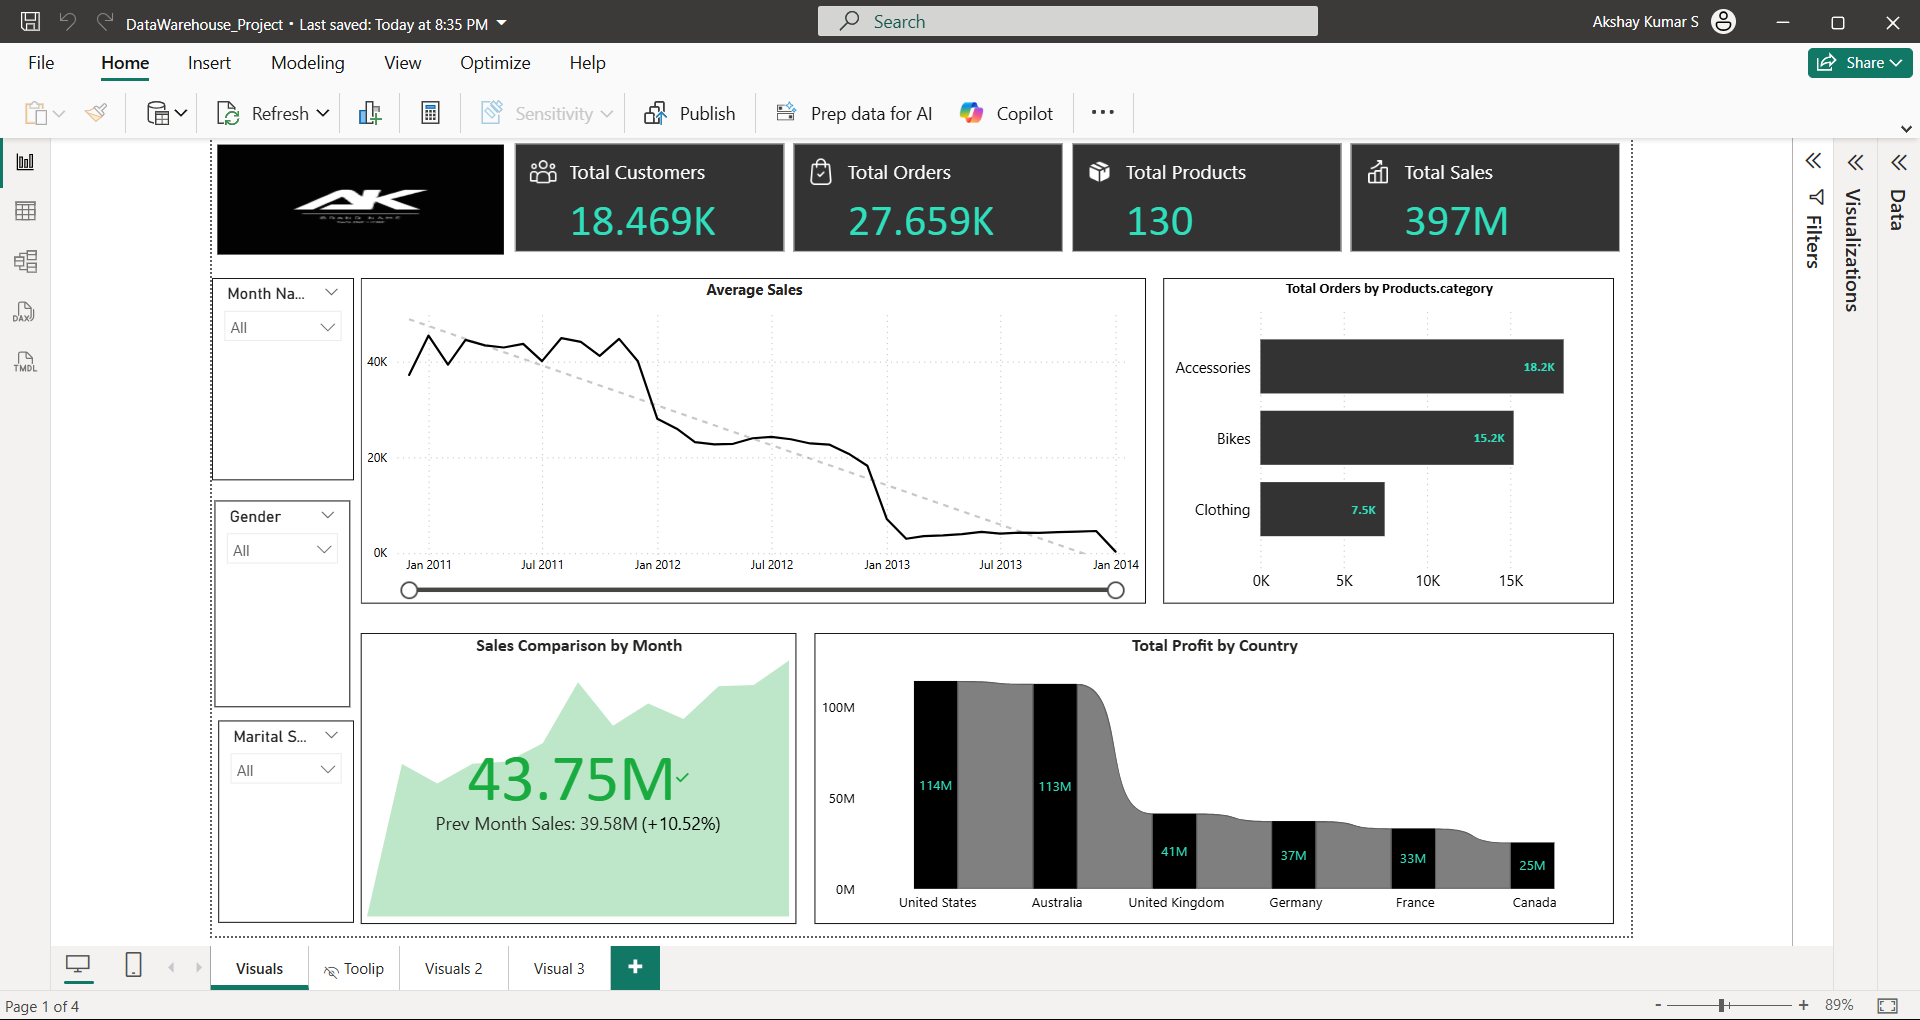 DataWarehouse_Project • Last saved: Today at 8:35 PM
Search
Akshay Kumar S
File
Home
Insert
Modeling
View
Optimize
Help
Share
Refresh
Sensitivity
Publish
Prep data for AI
Copilot
DAX
TMDL
AK
BRAND NAME
Total Customers
18.469K
Total Orders
27.659K
Total Products
130
Total Sales
397M
Filters
Visualizations
Data
Month Na...
All
Gender
All
Marital S...
All
Average Sales
40K
20K
0K
Jan 2011
Jul 2011
Jan 2012
Jul 2012
Jan 2013
Jul 2013
Jan 2014
Total Orders by Products.category
Accessories
18.2K
Bikes
15.2K
Clothing
7.5K
0K
5K
10K
15K
Sales Comparison by Month
43.75M
Prev Month Sales: 39.58M (+10.52%)
Total Profit by Country
100M
50M
0M
114M
113M
41M
37M
33M
25M
United States
Australia
United Kingdom
Germany
France
Canada
Visuals
Toolip
Visuals 2
Visual 3
Page 1 of 4
- + 89%